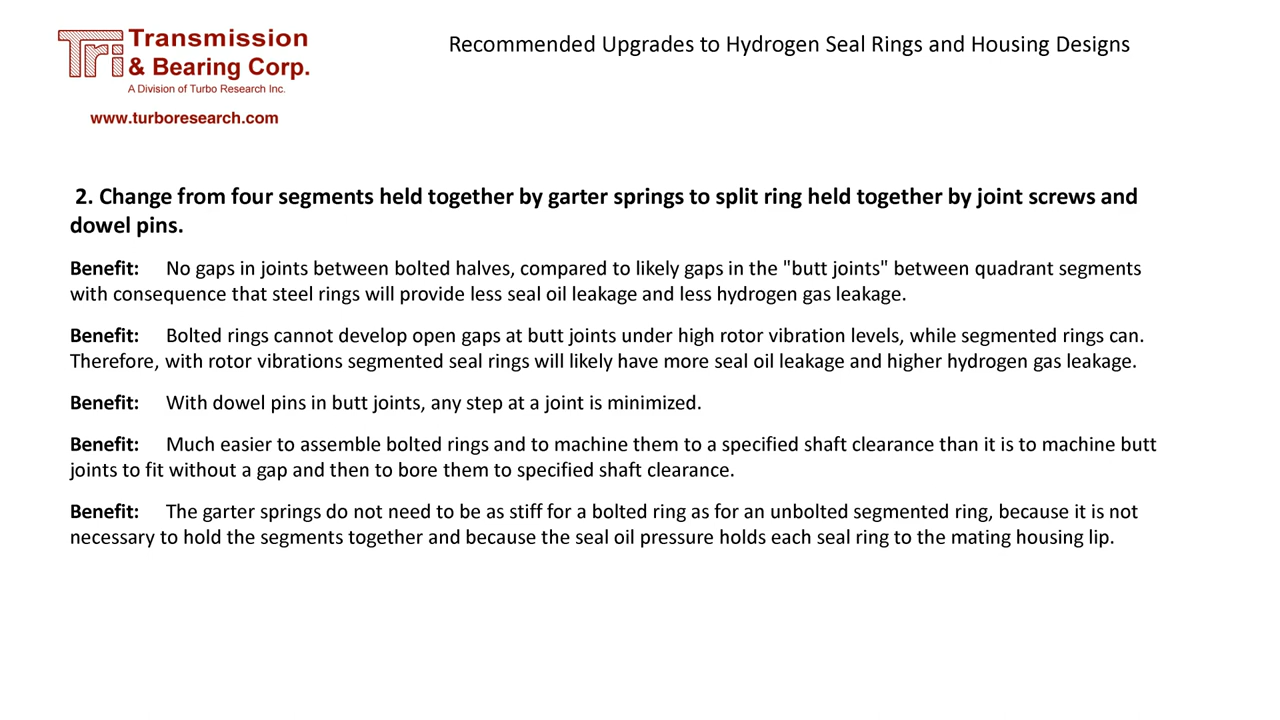 Tri Transmission
& Bearing Corp.
A Division of Turbo Research Inc.
www.turboresearch.com
Recommended Upgrades to Hydrogen Seal Rings and Housing Designs
2. Change from four segments held together by garter springs to split ring held together by joint screws and
dowel pins.
Benefit: No gaps in joints between bolted halves, compared to likely gaps in the "butt joints" between quadrant segments
with consequence that steel rings will provide less seal oil leakage and less hydrogen gas leakage.
Benefit: Bolted rings cannot develop open gaps at butt joints under high rotor vibration levels, while segmented rings can.
Therefore, with rotor vibrations segmented seal rings will likely have more seal oil leakage and higher hydrogen gas leakage.
Benefit: With dowel pins in butt joints, any step at a joint is minimized.
Benefit: Much easier to assemble bolted rings and to machine them to a specified shaft clearance than it is to machine butt
joints to fit without a gap and then to bore them to specified shaft clearance.
Benefit: The garter springs do not need to be as stiff for a bolted ring as for an unbolted segmented ring, because it is not
necessary to hold the segments together and because the seal oil pressure holds each seal ring to the mating housing lip.